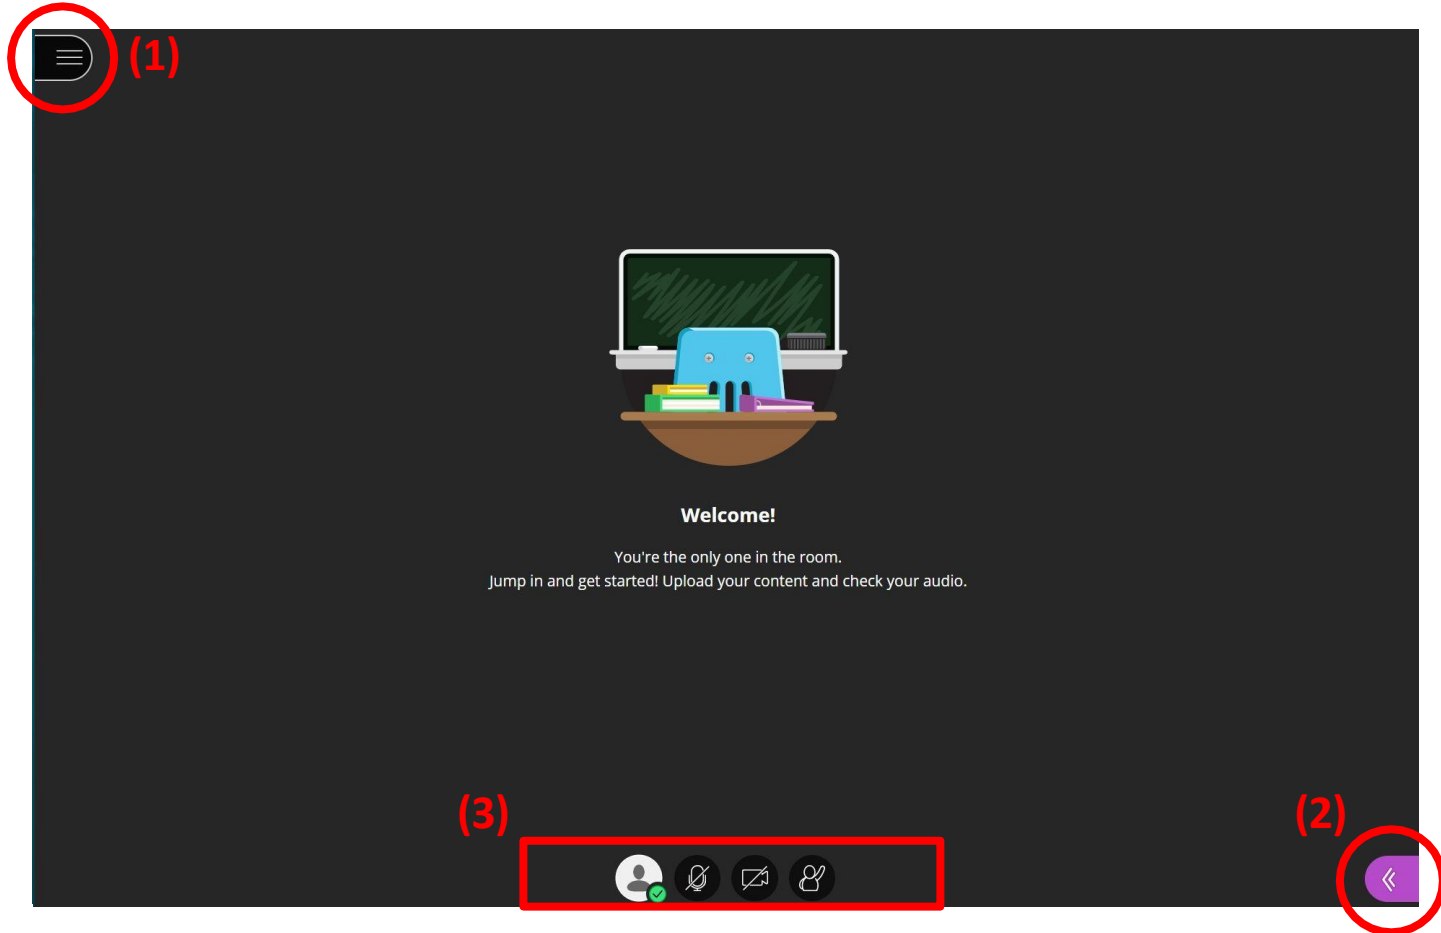 (1)
Welcome!
You're the only one in the room.
Jump in and get started! Upload your content and check your audio.
(3)
(2)